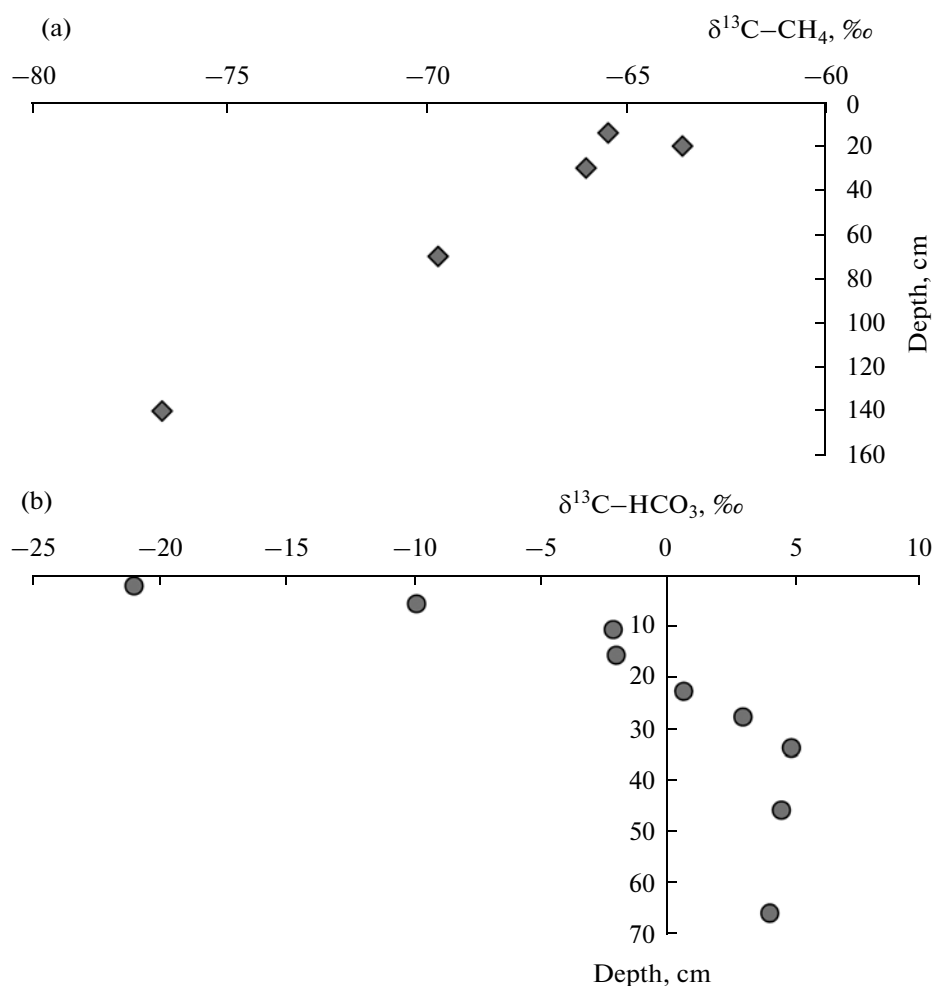 (a)
δ¹³C–CH₄, ‰
–80 –75 –70 –65 –60
0
20
40
60
80
100
120
140
160
Depth, cm
(b)
δ¹³C–HCO₃, ‰
–25 –20 –15 –10 –5 0 5 10
10
20
30
40
50
60
70
Depth, cm